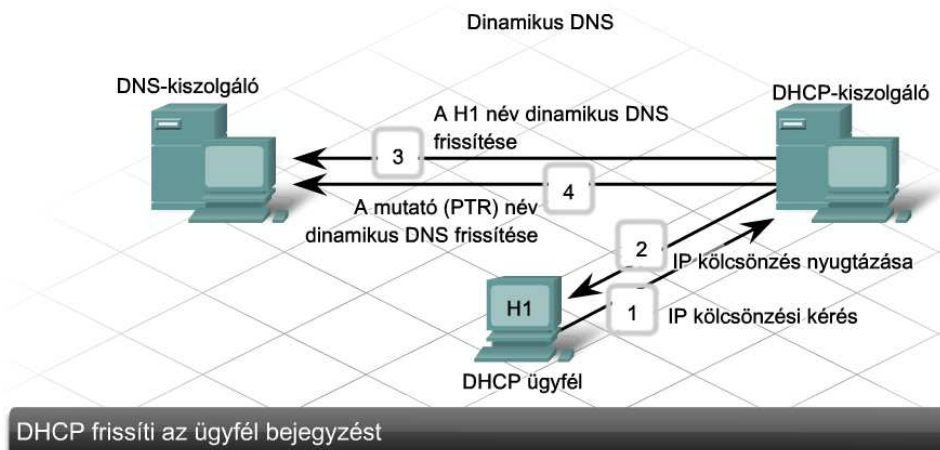 Dinamikus DNS
DNS-kiszolgáló
DHCP-kiszolgáló
A H1 név dinamikus DNS
frissítése
3
4
A mutató (PTR) név
dinamikus DNS frissítése
2
IP kölcsönzés nyugtázása
H1
1
IP kölcsönzési kérés
DHCP ügyfél
DHCP frissíti az ügyfél bejegyzést